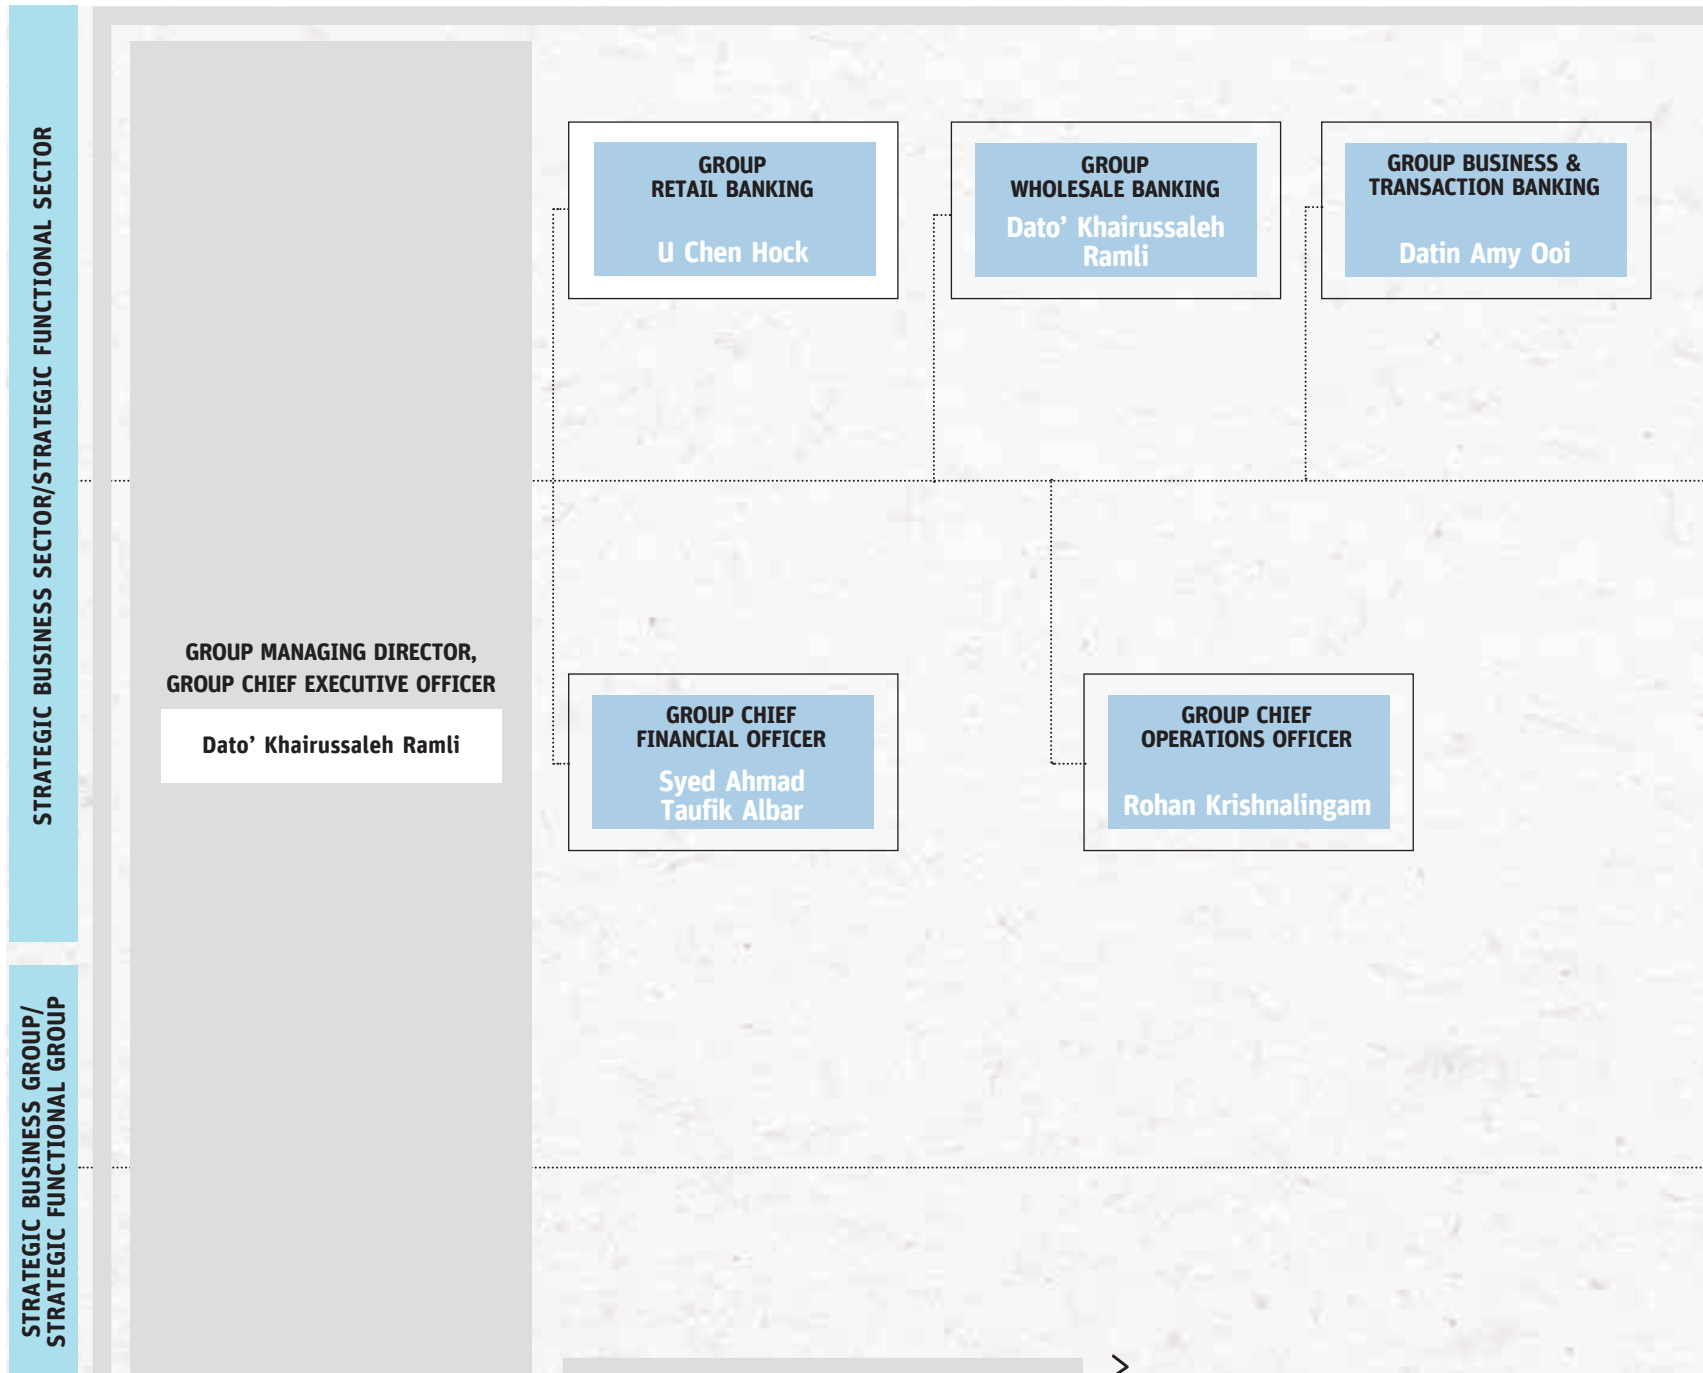 STRATEGIC BUSINESS SECTOR/STRATEGIC FUNCTIONAL SECTOR
GROUP
RETAIL BANKING
U Chen Hock
GROUP
WHOLESALE BANKING
Dato’ Khairussaleh
Ramli
GROUP BUSINESS &
TRANSACTION BANKING
Datin Amy Ooi
GROUP MANAGING DIRECTOR,
GROUP CHIEF EXECUTIVE OFFICER
Dato’ Khairussaleh Ramli
GROUP CHIEF
FINANCIAL OFFICER
Syed Ahmad
Taufik Albar
GROUP CHIEF
OPERATIONS OFFICER
Rohan Krishnalingam
STRATEGIC BUSINESS GROUP/
STRATEGIC FUNCTIONAL GROUP